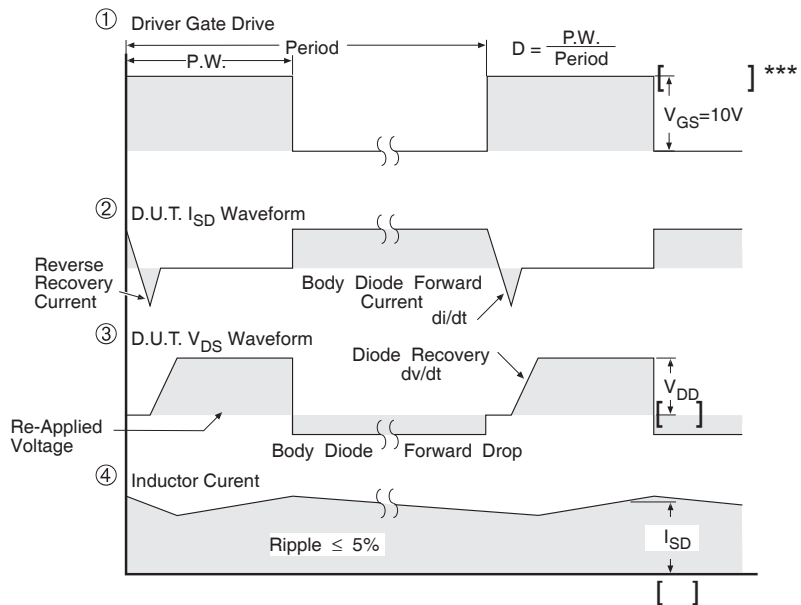 ① Driver Gate Drive
Period
P.W.
D = P.W. / Period
[ ] ***
V_GS=10V
② D.U.T. I_SD Waveform
Reverse
Recovery
Current
Body Diode Forward
Current
di/dt
③ D.U.T. V_DS Waveform
Diode Recovery
dv/dt
V_DD
[ ]
Re-Applied
Voltage
Body Diode Forward Drop
④ Inductor Curent
Ripple ≤ 5%
I_SD
[ ]